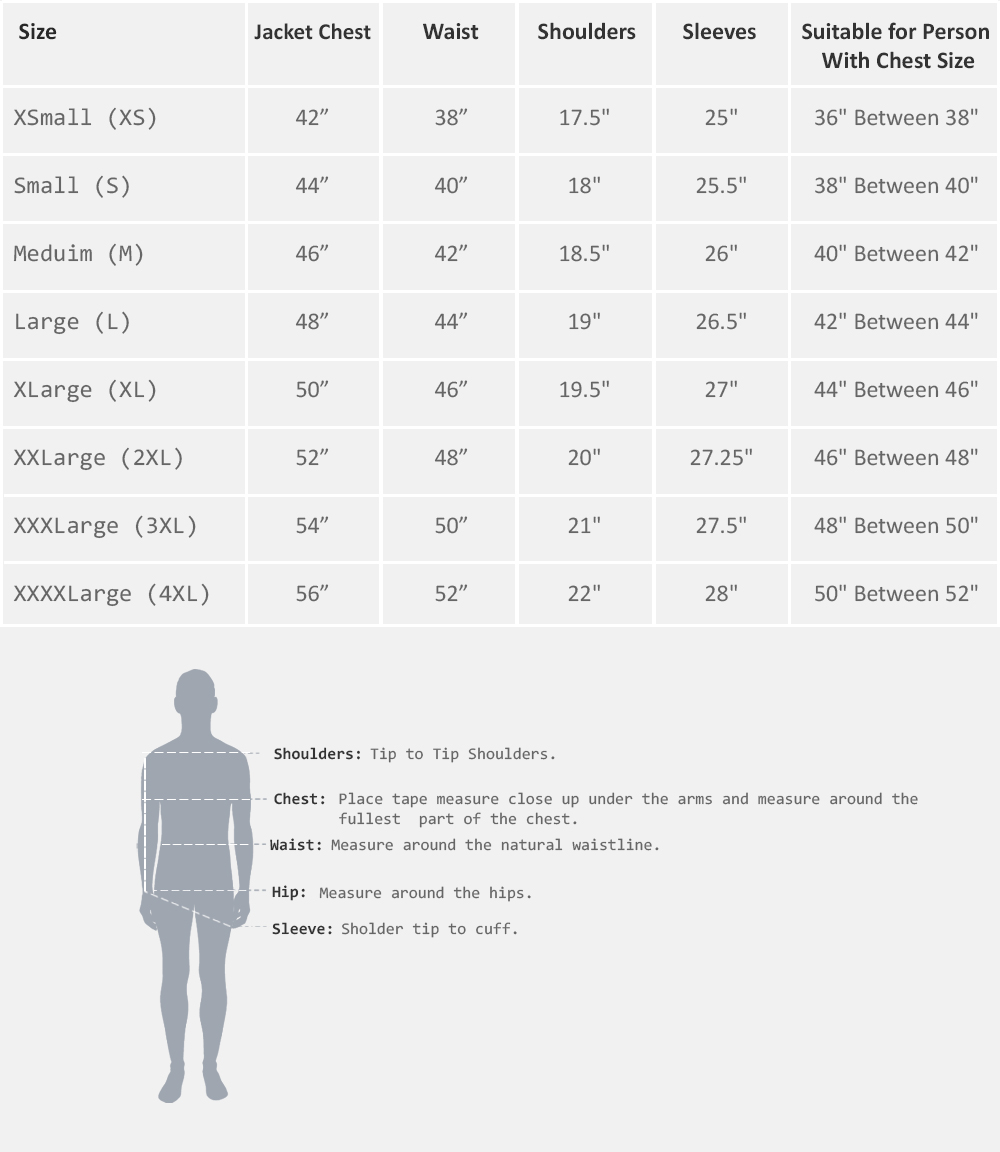 Size Jacket Chest Waist Shoulders Sleeves Suitable for Person
With Chest Size
XSmall (XS) 42” 38” 17.5" 25" 36" Between 38"
Small (S) 44” 40” 18" 25.5" 38" Between 40"
Meduim (M) 46” 42” 18.5" 26" 40" Between 42"
Large (L) 48” 44” 19" 26.5" 42" Between 44"
XLarge (XL) 50” 46” 19.5" 27" 44" Between 46"
XXLarge (2XL) 52” 48” 20" 27.25" 46" Between 48"
XXXLarge (3XL) 54” 50” 21" 27.5" 48" Between 50"
XXXXLarge (4XL) 56” 52” 22" 28" 50" Between 52"
Shoulders: Tip to Tip Shoulders.
Chest: Place tape measure close up under the arms and measure around the
fullest part of the chest.
Waist: Measure around the natural waistline.
Hip: Measure around the hips.
Sleeve: Sholder tip to cuff.